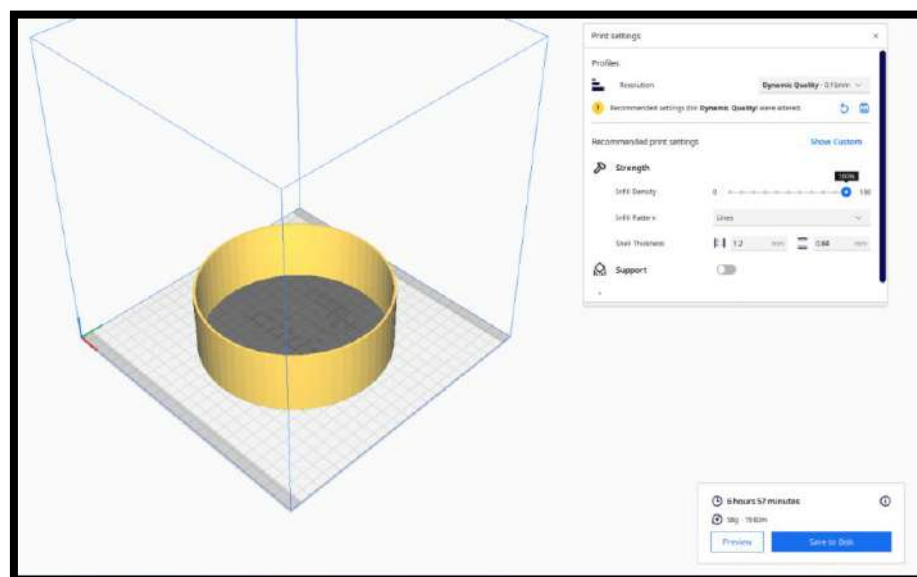 Print settings
Profiles
Resolution
Dynamic Quality - 0.16mm
Recommended settings (for Dynamic Quality) were altered.
Recommended print settings
Show Custom
Strength
100%
Infill Density
0
100
Infill Pattern
Lines
Shell Thickness
1.2 mm
mm
Support
6 hours 57 minutes
Preview
Save to Disk